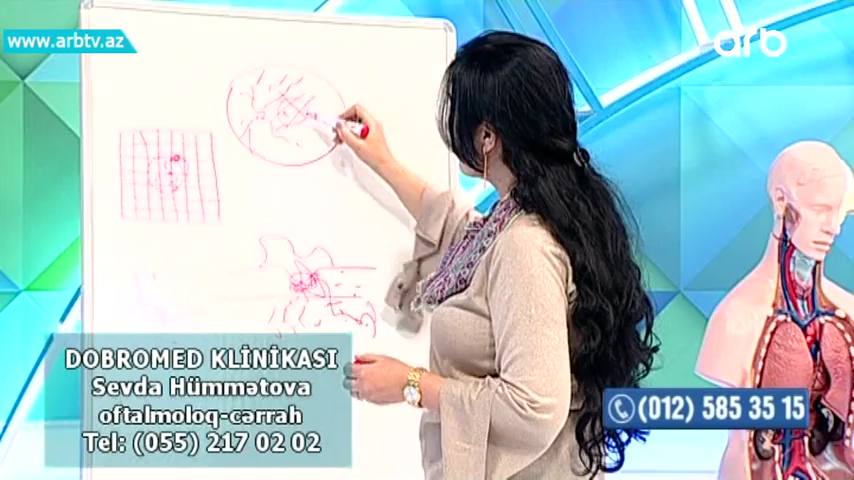 www.arbtv.az
arb
DOBROMED KLİNİKASI
Sevda Hümmətova
oftalmoloq-cərrah
Tel: (055) 217 02 02
(012) 585 35 15